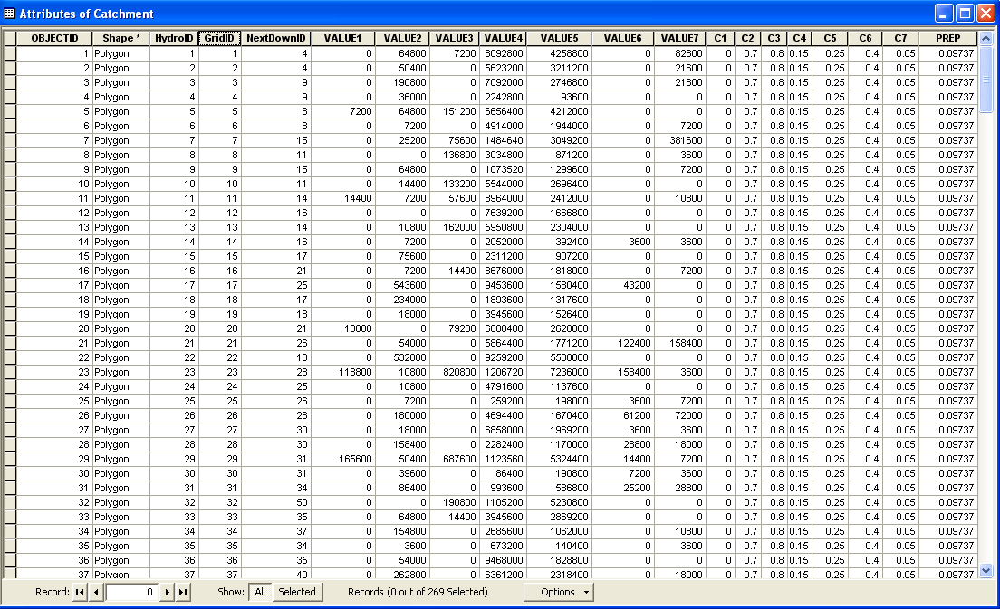 Attributes of Catchment
OBJECTID Shape * HydroID GridID NextDownID VALUE1 VALUE2 VALUE3 VALUE4 VALUE5 VALUE6 VALUE7 C1 C2 C3 C4 C5 C6 C7 PREP
1 Polygon 1 1 4 0 64800 7200 8092800 4258800 0 82800 0 0.7 0.8 0.15 0.25 0.4 0.05 0.09737
2 Polygon 2 2 4 0 50400 0 5623200 3211200 0 21600 0 0.7 0.8 0.15 0.25 0.4 0.05 0.09737
3 Polygon 3 3 9 0 190800 0 7092000 2746800 0 21600 0 0.7 0.8 0.15 0.25 0.4 0.05 0.09737
4 Polygon 4 4 9 0 36000 0 2242800 93600 0 0 0 0.7 0.8 0.15 0.25 0.4 0.05 0.09737
5 Polygon 5 5 8 7200 64800 151200 6656400 4212000 0 0 0 0.7 0.8 0.15 0.25 0.4 0.05 0.09737
6 Polygon 6 6 8 0 7200 0 4914000 1944000 0 7200 0 0.7 0.8 0.15 0.25 0.4 0.05 0.09737
7 Polygon 7 7 15 0 25200 75600 1484640 3049200 0 381600 0 0.7 0.8 0.15 0.25 0.4 0.05 0.09737
8 Polygon 8 8 11 0 0 136800 3034800 871200 0 3600 0 0.7 0.8 0.15 0.25 0.4 0.05 0.09737
9 Polygon 9 9 15 0 64800 0 1073520 1299600 0 7200 0 0.7 0.8 0.15 0.25 0.4 0.05 0.09737
10 Polygon 10 10 11 0 14400 133200 5544000 2696400 0 0 0 0.7 0.8 0.15 0.25 0.4 0.05 0.09737
11 Polygon 11 11 14 14400 7200 57600 8964000 2412000 0 10800 0 0.7 0.8 0.15 0.25 0.4 0.05 0.09737
12 Polygon 12 12 16 0 0 0 7639200 1666800 0 0 0 0.7 0.8 0.15 0.25 0.4 0.05 0.09737
13 Polygon 13 13 14 0 10800 162000 5950800 2304000 0 0 0 0.7 0.8 0.15 0.25 0.4 0.05 0.09737
14 Polygon 14 14 16 0 7200 0 2052000 392400 3600 3600 0 0.7 0.8 0.15 0.25 0.4 0.05 0.09737
15 Polygon 15 15 17 0 75600 0 2311200 907200 0 0 0 0.7 0.8 0.15 0.25 0.4 0.05 0.09737
16 Polygon 16 16 21 0 7200 14400 8676000 1818000 0 7200 0 0.7 0.8 0.15 0.25 0.4 0.05 0.09737
17 Polygon 17 17 25 0 543600 0 9453600 1580400 43200 0 0 0.7 0.8 0.15 0.25 0.4 0.05 0.09737
18 Polygon 18 18 17 0 234000 0 1893600 1317600 0 0 0 0.7 0.8 0.15 0.25 0.4 0.05 0.09737
19 Polygon 19 19 18 0 18000 0 3945600 1526400 0 0 0 0.7 0.8 0.15 0.25 0.4 0.05 0.09737
20 Polygon 20 20 21 10800 0 79200 6080400 2628000 0 0 0 0.7 0.8 0.15 0.25 0.4 0.05 0.09737
21 Polygon 21 21 26 0 54000 0 5864400 1771200 122400 158400 0 0.7 0.8 0.15 0.25 0.4 0.05 0.09737
22 Polygon 22 22 18 0 532800 0 9259200 5580000 0 0 0 0.7 0.8 0.15 0.25 0.4 0.05 0.09737
23 Polygon 23 23 28 118800 10800 820800 1206720 7236000 158400 3600 0 0.7 0.8 0.15 0.25 0.4 0.05 0.09737
24 Polygon 24 24 25 0 10800 0 4791600 1137600 0 0 0 0.7 0.8 0.15 0.25 0.4 0.05 0.09737
25 Polygon 25 25 26 0 7200 0 259200 198000 3600 7200 0 0.7 0.8 0.15 0.25 0.4 0.05 0.09737
26 Polygon 26 26 28 0 180000 0 4694400 1670400 61200 72000 0 0.7 0.8 0.15 0.25 0.4 0.05 0.09737
27 Polygon 27 27 30 0 18000 0 6858000 1969200 3600 3600 0 0.7 0.8 0.15 0.25 0.4 0.05 0.09737
28 Polygon 28 28 30 0 158400 0 2282400 1170000 28800 18000 0 0.7 0.8 0.15 0.25 0.4 0.05 0.09737
29 Polygon 29 29 31 165600 50400 687600 1123560 5324400 14400 7200 0 0.7 0.8 0.15 0.25 0.4 0.05 0.09737
30 Polygon 30 30 31 0 39600 0 86400 190800 7200 3600 0 0.7 0.8 0.15 0.25 0.4 0.05 0.09737
31 Polygon 31 31 34 0 86400 0 993600 586800 25200 28800 0 0.7 0.8 0.15 0.25 0.4 0.05 0.09737
32 Polygon 32 32 50 0 0 190800 1105200 5230800 0 0 0 0.7 0.8 0.15 0.25 0.4 0.05 0.09737
33 Polygon 33 33 35 0 64800 14400 3945600 2869200 0 0 0 0.7 0.8 0.15 0.25 0.4 0.05 0.09737
34 Polygon 34 34 37 0 154800 0 2685600 1062000 0 10800 0 0.7 0.8 0.15 0.25 0.4 0.05 0.09737
35 Polygon 35 35 34 0 3600 0 673200 140400 0 3600 0 0.7 0.8 0.15 0.25 0.4 0.05 0.09737
36 Polygon 36 36 35 0 54000 0 9468000 1828800 0 0 0 0.7 0.8 0.15 0.25 0.4 0.05 0.09737
37 Polygon 37 37 40 0 262800 0 6361200 2318400 0 18000 0 0.7 0.8 0.15 0.25 0.4 0.05 0.09737
Record: 0 Show: All Selected Records (0 out of 269 Selected) Options